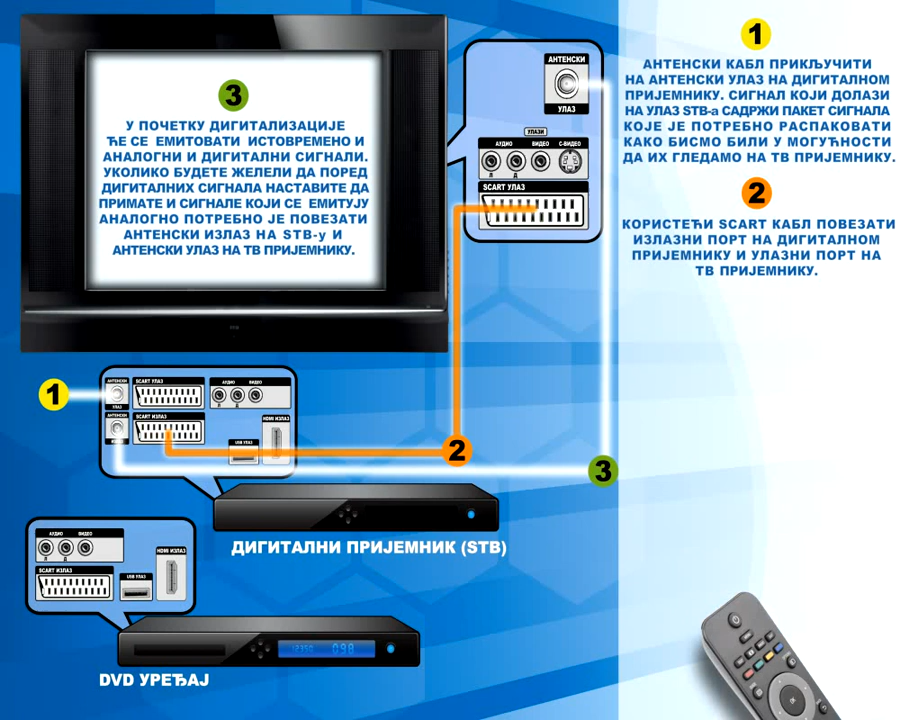 1
АНТЕНСКИ КАБЛ ПРИКЉУЧИТИ
НА АНТЕНСКИ УЛАЗ НА ДИГИТАЛНОМ
ПРИЈЕМНИКУ. СИГНАЛ КОЈИ ДОЛАЗИ
НА УЛАЗ STB-a САДРЖИ ПАКЕТ СИГНАЛА
КОЈЕ ЈЕ ПОТРЕБНО РАСПАКОВАТИ
КАКО БИСМО БИЛИ У МОГУЋНОСТИ
ДА ИХ ГЛЕДАМО НА ТВ ПРИЈЕМНИКУ.
2
КОРИСТЕЋИ SCART КАБЛ ПОВЕЗАТИ
ИЗЛАЗНИ ПОРТ НА ДИГИТАЛНОМ
ПРИЈЕМНИКУ И УЛАЗНИ ПОРТ НА
ТВ ПРИЈЕМНИКУ.
3
У ПОЧЕТКУ ДИГИТАЛИЗАЦИЈЕ
ЋЕ СЕ ЕМИТОВАТИ ИСТОВРЕМЕНО И
АНАЛОГНИ И ДИГИТАЛНИ СИГНАЛИ.
УКОЛИКО БУДЕТЕ ЖЕЛЕЛИ ДА ПОРЕД
ДИГИТАЛНИХ СИГНАЛА НАСТАВИТЕ ДА
ПРИМАТЕ И СИГНАЛЕ КОЈИ СЕ ЕМИТУЈУ
АНАЛОГНО ПОТРЕБНО ЈЕ ПОВЕЗАТИ
АНТЕНСКИ ИЗЛАЗ НА STB-у И
АНТЕНСКИ УЛАЗ НА ТВ ПРИЈЕМНИКУ.
АНТЕНСКИ
УЛАЗ
УЛАЗИ
АУДИО ВИДЕО С-ВИДЕО
Л Д
SCART УЛАЗ
1
АНТЕНСКИ
УЛАЗ
SCART УЛАЗ
АУДИО ВИДЕО
Л Д
АНТЕНСКИ
SCART ИЗЛАЗ
HDMI ИЗЛАЗ
USB УЛАЗ
2
3
ДИГИТАЛНИ ПРИЈЕМНИК (STB)
АУДИО ВИДЕО
Л Д
HDMI ИЗЛАЗ
SCART ИЗЛАЗ
USB УЛАЗ
098
DVD УРЕЂАЈ
OK